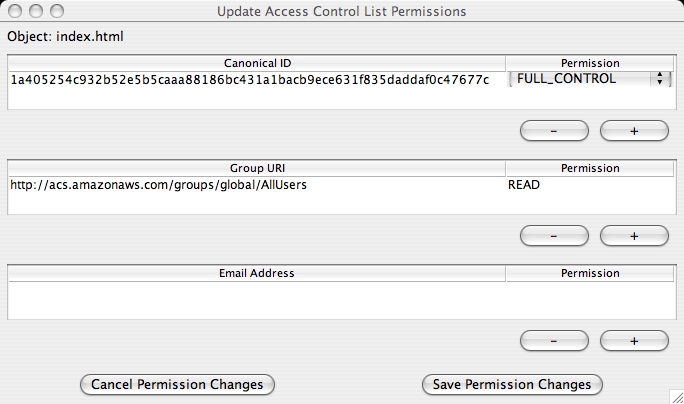 Update Access Control List Permissions
Object: index.html
Canonical ID Permission
1a405254c932b52e5b5caaa88186bc431a1bacb9ece631f835daddaf0c47677c FULL_CONTROL
- +
Group URI Permission
http://acs.amazonaws.com/groups/global/AllUsers READ
- +
Email Address Permission
- +
Cancel Permission Changes Save Permission Changes